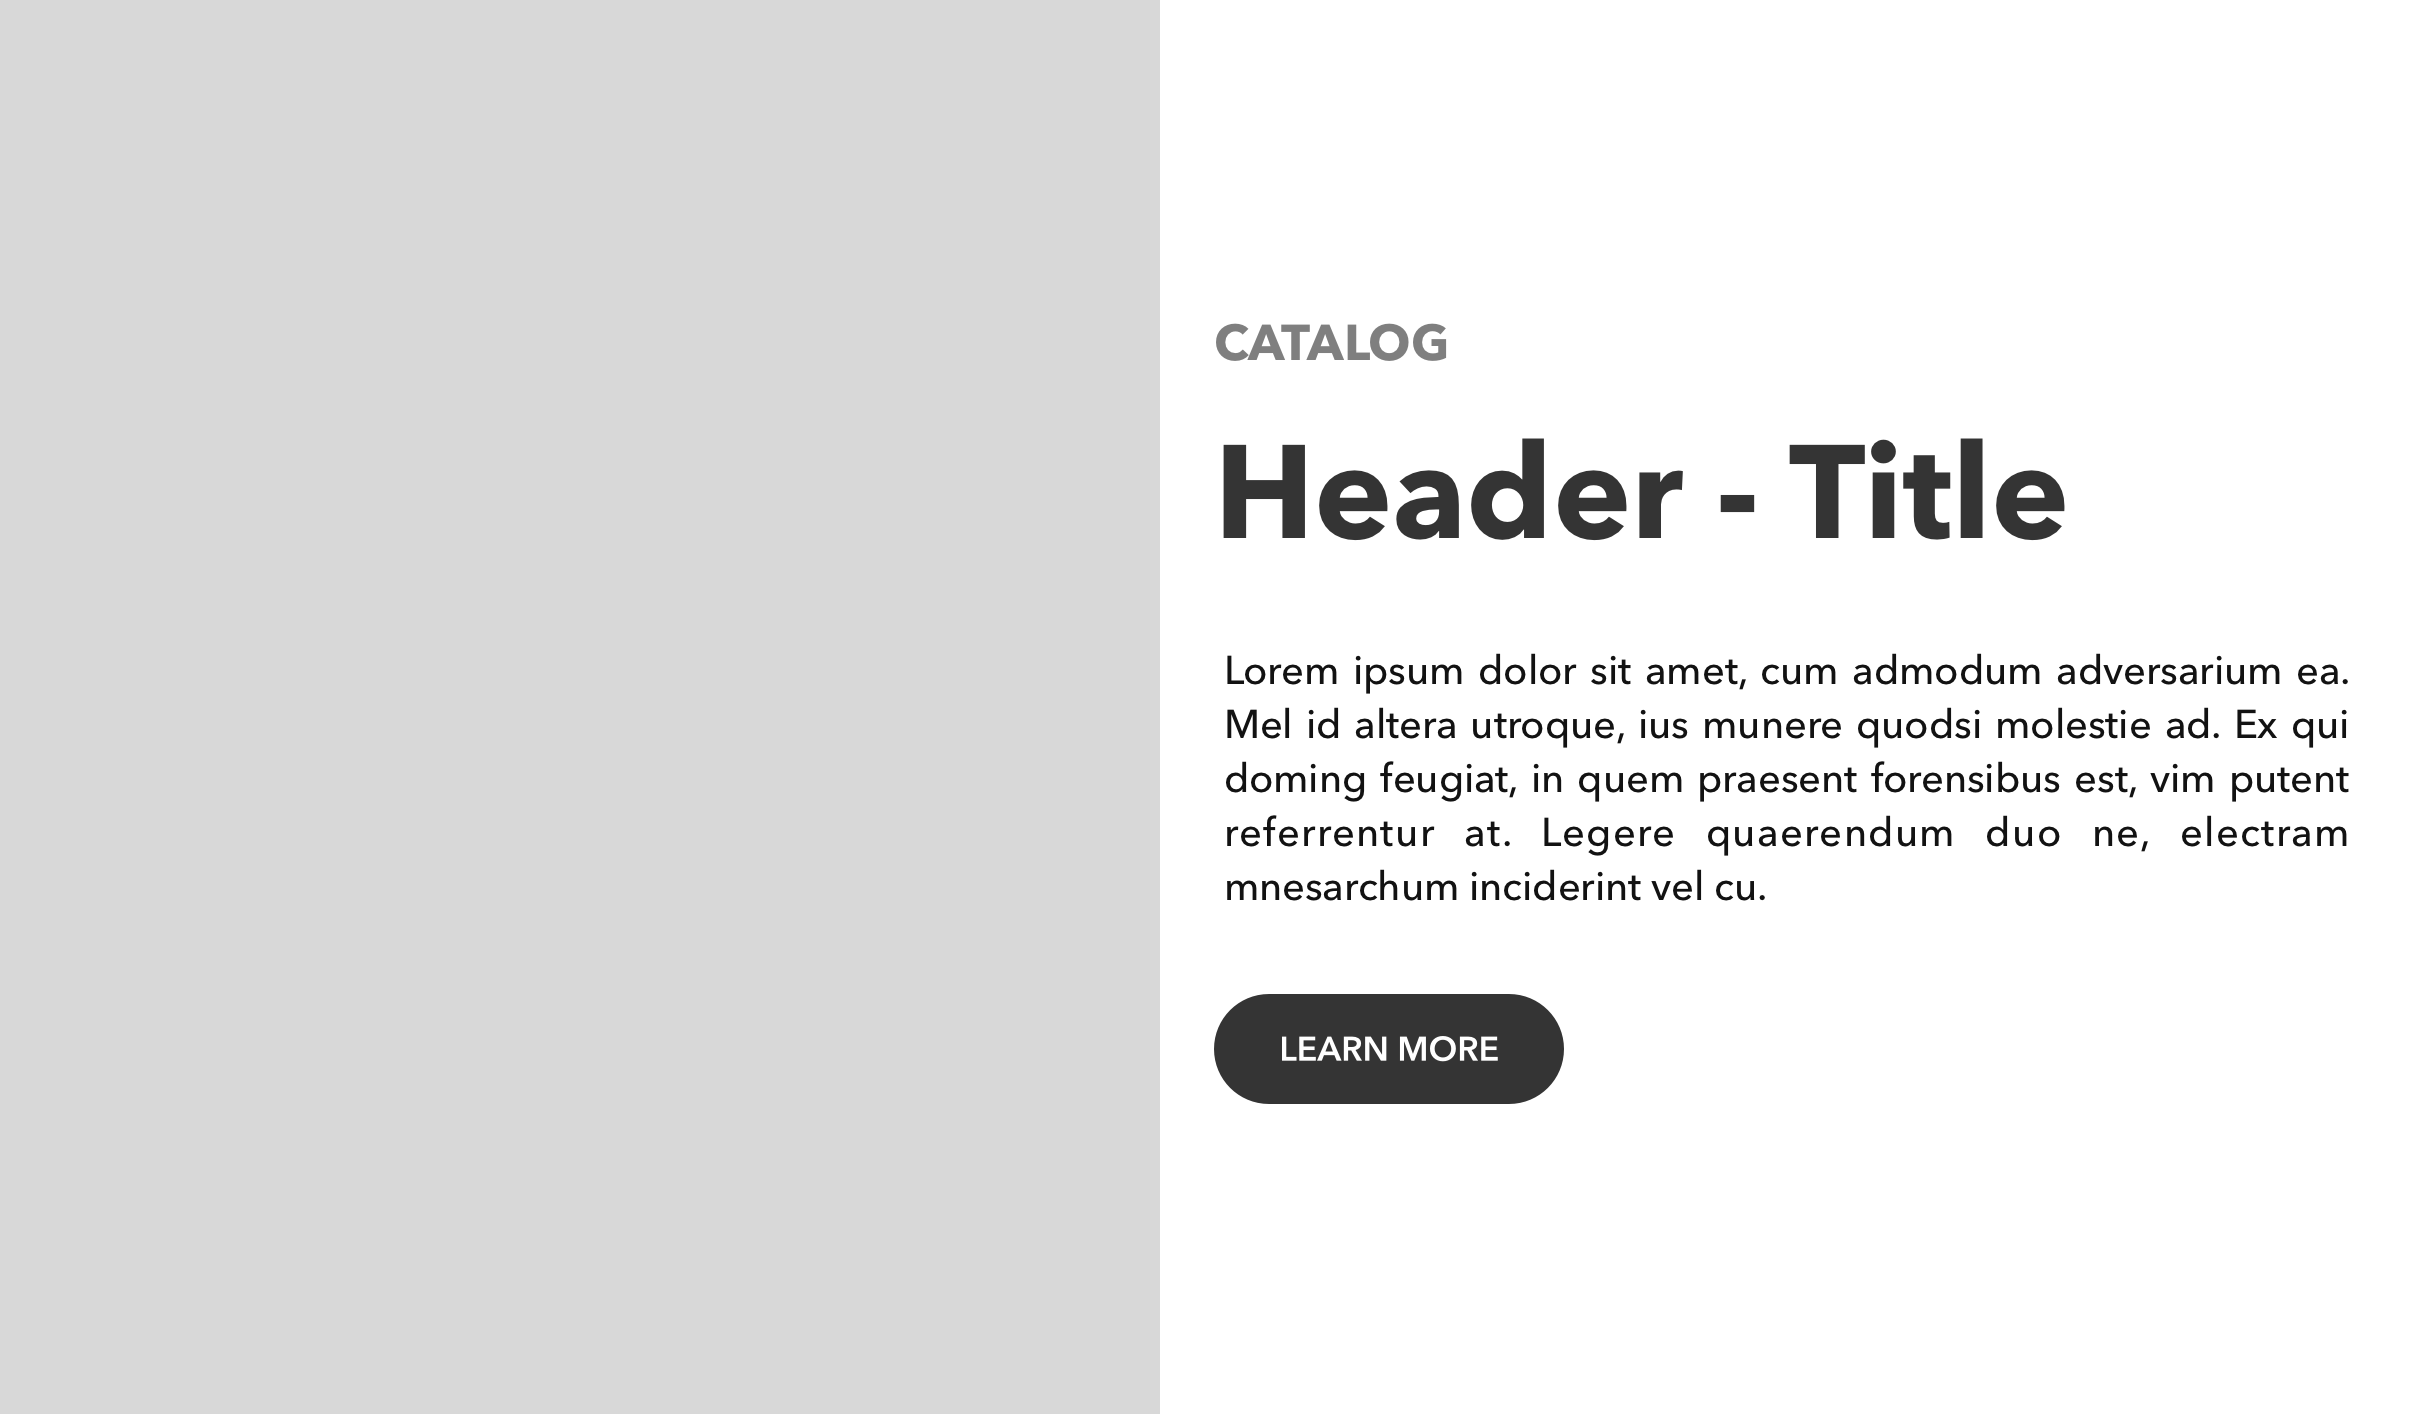 CATALOG
Header - Title
Lorem ipsum dolor sit amet, cum admodum adversarium ea.
Mel id altera utroque, ius munere quodsi molestie ad. Ex qui
doming feugiat, in quem praesent forensibus est, vim putent
referrentur at. Legere quaerendum duo ne, electram
mnesarchum inciderint vel cu.
LEARN MORE